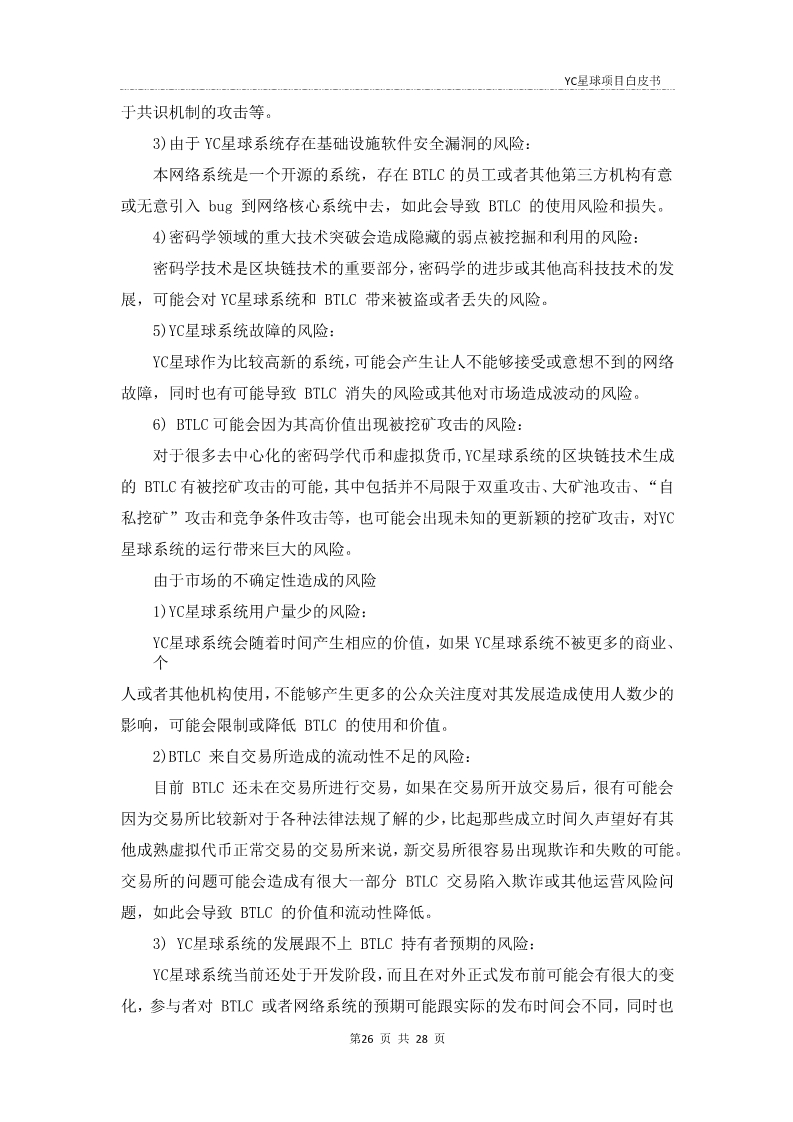 YC星球项目白皮书
于共识机制的攻击等。
3)由于 YC星球系统存在基础设施软件安全漏洞的风险：
本网络系统是一个开源的系统，存在 BTLC 的员工或者其他第三方机构有意
或无意引入 bug 到网络核心系统中去，如此会导致 BTLC 的使用风险和损失。
4)密码学领域的重大技术突破会造成隐藏的弱点被挖掘和利用的风险：
密码学技术是区块链技术的重要部分，密码学的进步或其他高科技技术的发
展，可能会对 YC星球系统和 BTLC 带来被盗或者丢失的风险。
5)YC星球系统故障的风险：
YC星球作为比较高新的系统，可能会产生让人不能够接受或意想不到的网络
故障，同时也有可能导致 BTLC 消失的风险或其他对市场造成波动的风险。
6) BTLC 可能会因为其高价值出现被挖矿攻击的风险：
对于很多去中心化的密码学代币和虚拟货币,YC星球系统的区块链技术生成
的 BTLC 有被挖矿攻击的可能，其中包括并不局限于双重攻击、大矿池攻击、“自
私挖矿”攻击和竞争条件攻击等，也可能会出现未知的更新颖的挖矿攻击，对YC
星球系统的运行带来巨大的风险。
由于市场的不确定性造成的风险
1)YC星球系统用户量少的风险：
YC星球系统会随着时间产生相应的价值，如果 YC星球系统不被更多的商业、
个
人或者其他机构使用，不能够产生更多的公众关注度对其发展造成使用人数少的
影响，可能会限制或降低 BTLC 的使用和价值。
2)BTLC 来自交易所造成的流动性不足的风险：
目前 BTLC 还未在交易所进行交易，如果在交易所开放交易后，很有可能会
因为交易所比较新对于各种法律法规了解的少，比起那些成立时间久声望好有其
他成熟虚拟代币正常交易的交易所来说，新交易所很容易出现欺诈和失败的可能。
交易所的问题可能会造成有很大一部分 BTLC 交易陷入欺诈或其他运营风险问
题，如此会导致 BTLC 的价值和流动性降低。
3) YC星球系统的发展跟不上 BTLC 持有者预期的风险：
YC星球系统当前还处于开发阶段，而且在对外正式发布前可能会有很大的变
化，参与者对 BTLC 或者网络系统的预期可能跟实际的发布时间会不同，同时也
第26 页 共 28 页